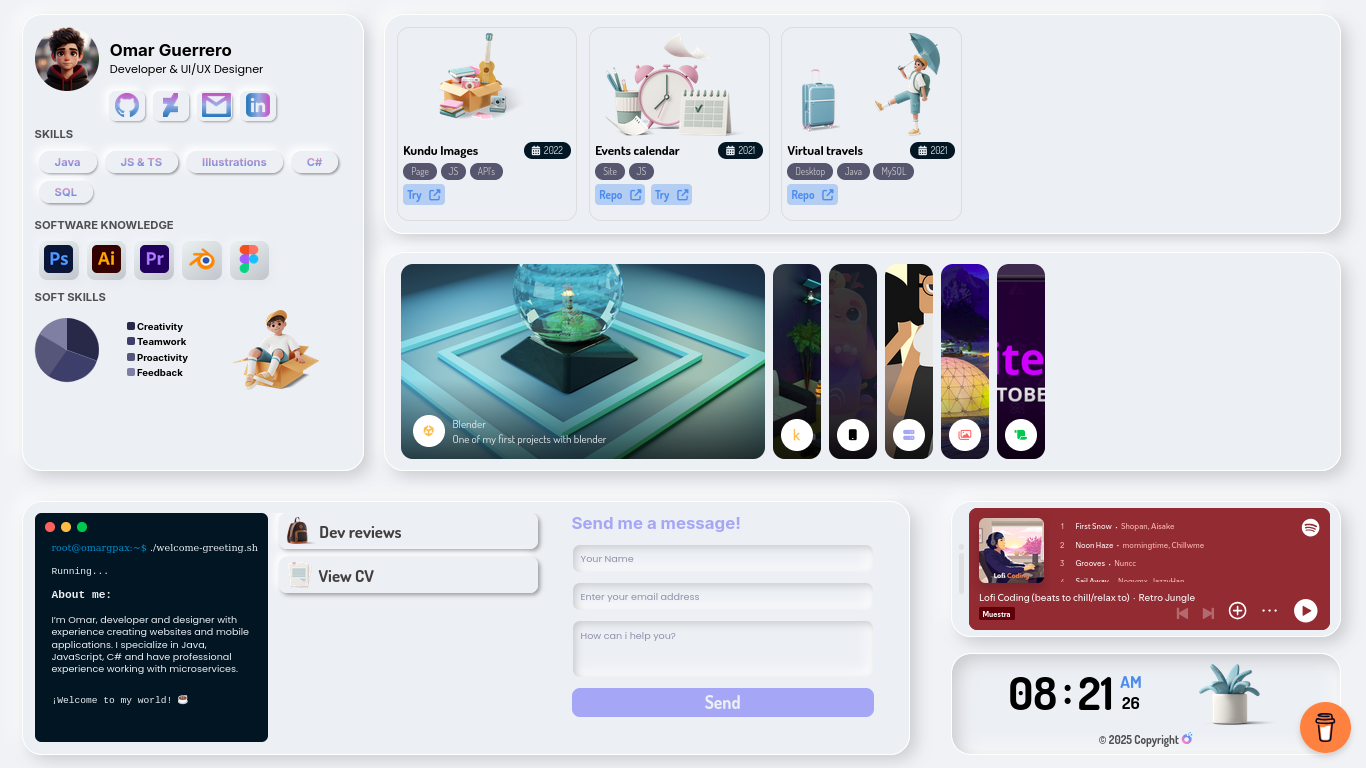 Omar Guerrero
Developer & UI/UX Designer
SKILLS
Java
JS & TS
Illustrations
C#
SQL
SOFTWARE KNOWLEDGE
Ps
Ai
Pr
SOFT SKILLS
Creativity
Teamwork
Proactivity
Feedback
Kundu Images
2022
Page
JS
API's
Try
Events calendar
2021
Site
JS
Repo
Try
Virtual travels
2021
Desktop
Java
MySQL
Repo
Blender
One of my first projects with blender
k
ite
TOBE
root@omargpax:~$ ./welcome-greeting.sh
Running...
About me:
I'm Omar, developer and designer with
experience creating websites and mobile
applications. I specialize in Java,
JavaScript, C# and have professional
experience working with microservices.
¡Welcome to my world! ☕
Dev reviews
View CV
Send me a message!
Your Name
Enter your email address
How can i help you?
Send
Lofi Coding
1 First Snow • Shopan, Aisake
2 Noon Haze • morningtime, Chillwme
3 Grooves • Nuncc
4 Sail Away
Lofi Coding (beats to chill/relax to) · Retro Jungle
Muestra
08:21
AM
26
© 2025 Copyright